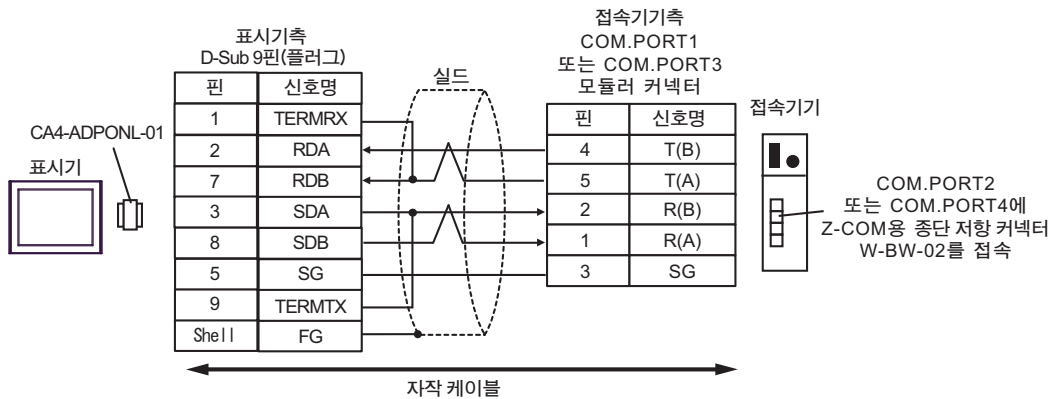 표시기측
D-Sub 9핀(플러그)
핀 신호명
1 TERMRX
2 RDA
7 RDB
3 SDA
8 SDB
5 SG
9 TERMTX
Shell FG
CA4-ADPONL-01
표시기
실드
접속기기측
COM.PORT1
또는 COM.PORT3
모듈러 커넥터
핀 신호명
4 T(B)
5 T(A)
2 R(B)
1 R(A)
3 SG
접속기기
COM.PORT2
또는 COM.PORT4에
Z-COM용 종단 저항 커넥터
W-BW-02를 접속
자작 케이블